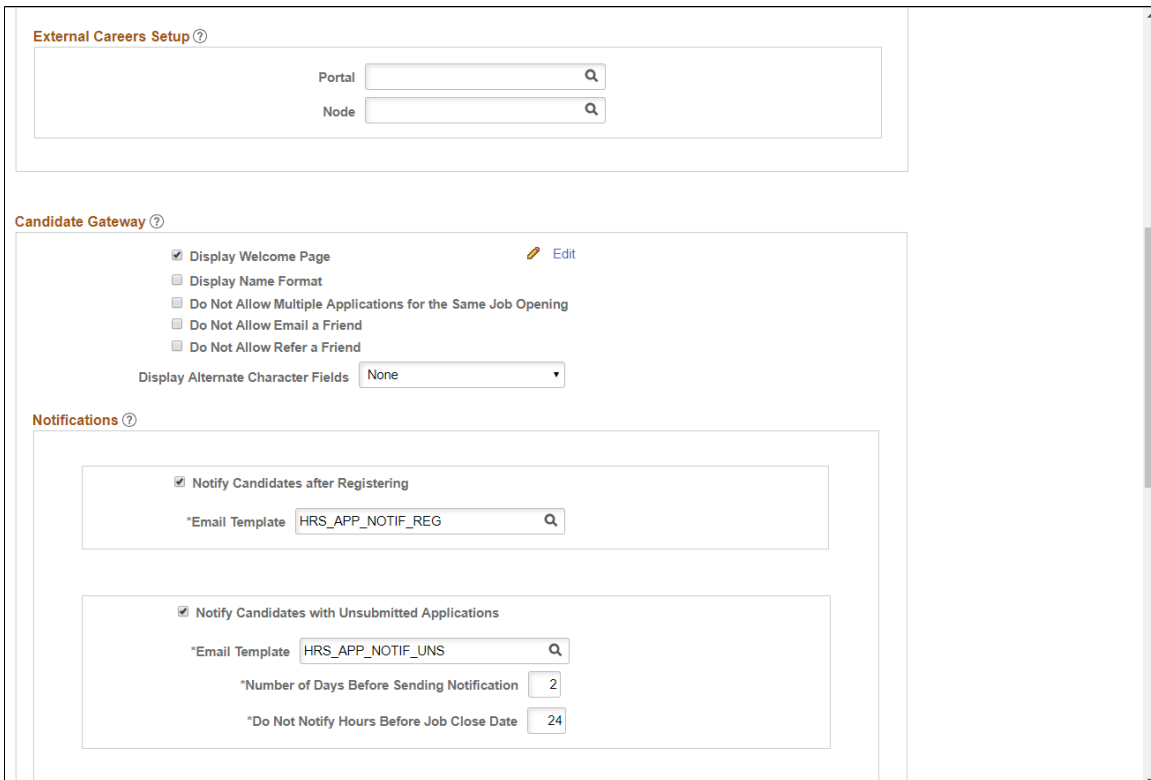 External Careers Setup ?
Portal
Node
Candidate Gateway ?
Display Welcome Page Edit
Display Name Format
Do Not Allow Multiple Applications for the Same Job Opening
Do Not Allow Email a Friend
Do Not Allow Refer a Friend
Display Alternate Character Fields None
Notifications ?
Notify Candidates after Registering
*Email Template HRS_APP_NOTIF_REG
Notify Candidates with Unsubmitted Applications
*Email Template HRS_APP_NOTIF_UNS
*Number of Days Before Sending Notification 2
*Do Not Notify Hours Before Job Close Date 24